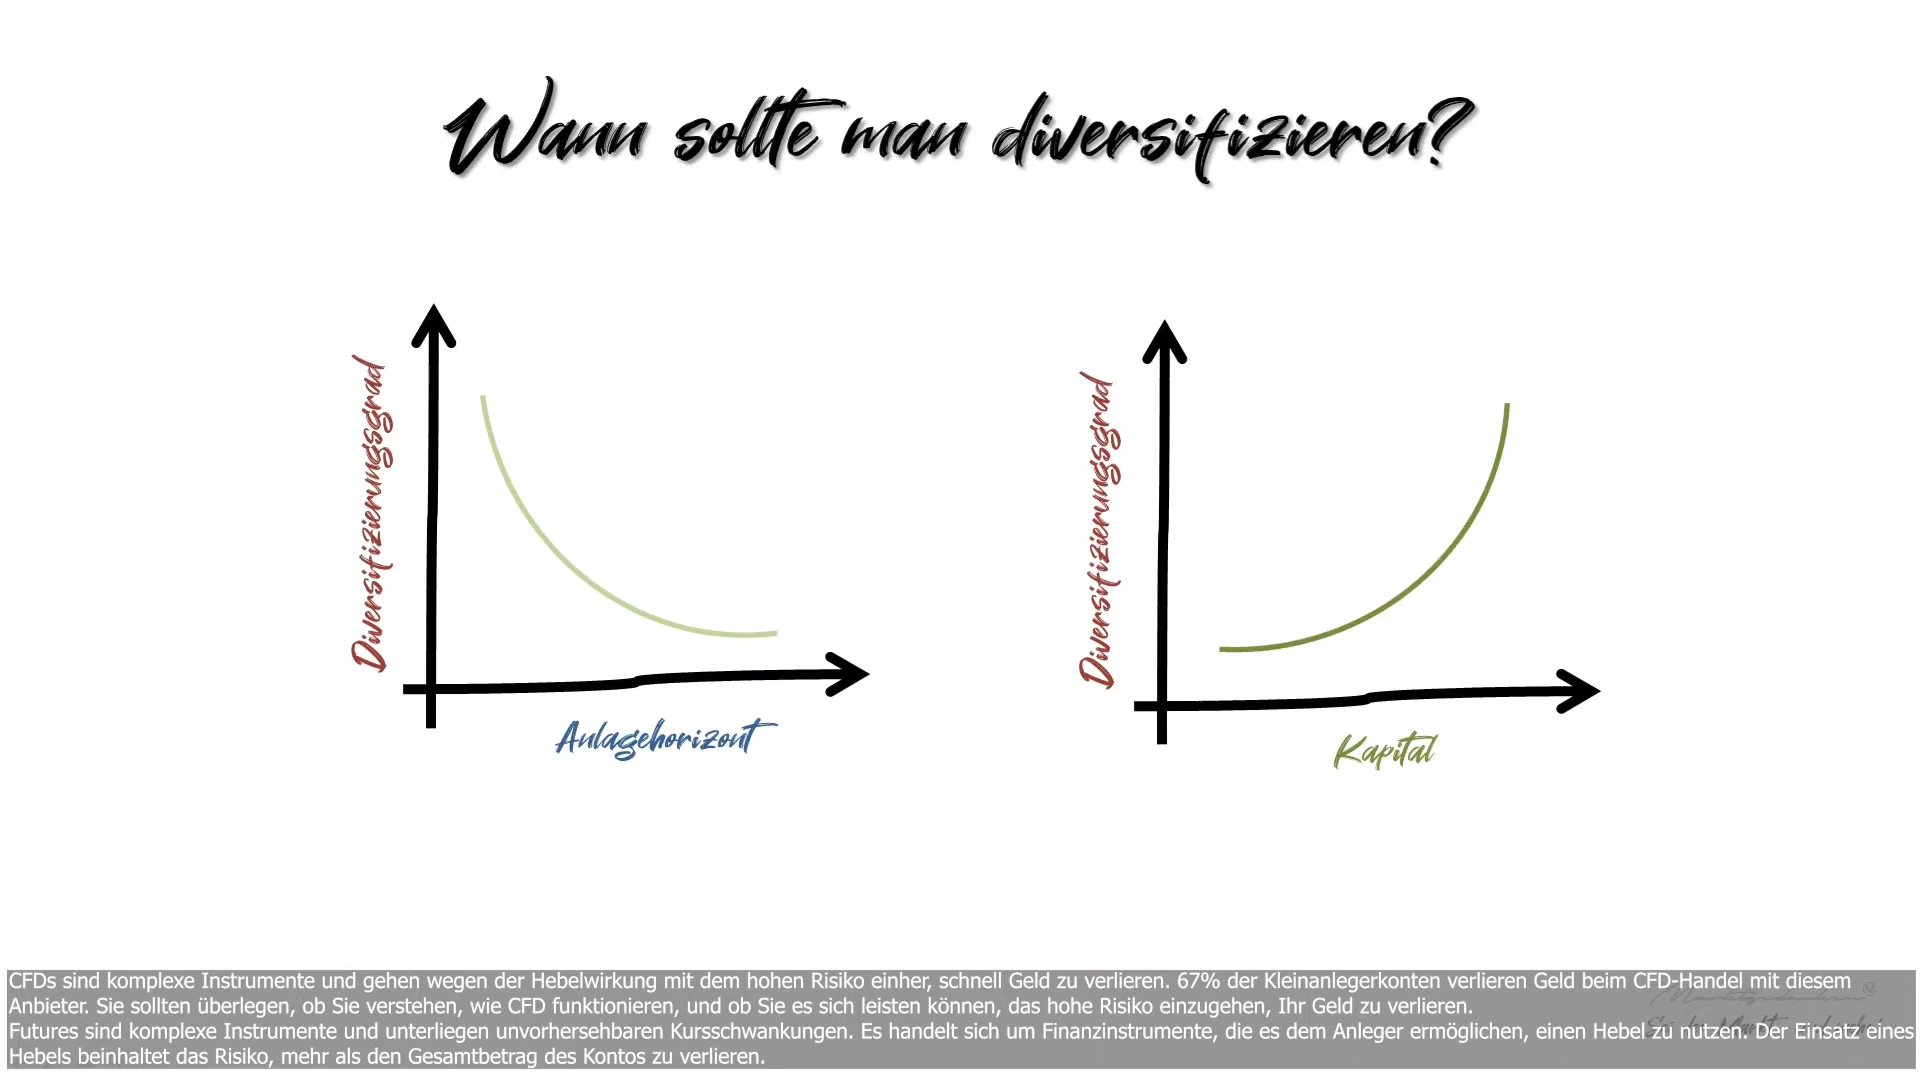 Wann sollte man diversifizieren?
Diversifizierungsgrad
Anlagehorizont
Diversifizierungsgrad
Kapital
CFDs sind komplexe Instrumente und gehen wegen der Hebelwirkung mit dem hohen Risiko einher, schnell Geld zu verlieren. 67% der Kleinanlegerkonten verlieren Geld beim CFD-Handel mit diesem
Anbieter. Sie sollten überlegen, ob Sie verstehen, wie CFD funktionieren, und ob Sie es sich leisten können, das hohe Risiko einzugehen, Ihr Geld zu verlieren.
Futures sind komplexe Instrumente und unterliegen unvorhersehbaren Kursschwankungen. Es handelt sich um Finanzinstrumente, die es dem Anleger ermöglichen, einen Hebel zu nutzen. Der Einsatz eines
Hebels beinhaltet das Risiko, mehr als den Gesamtbetrag des Kontos zu verlieren.